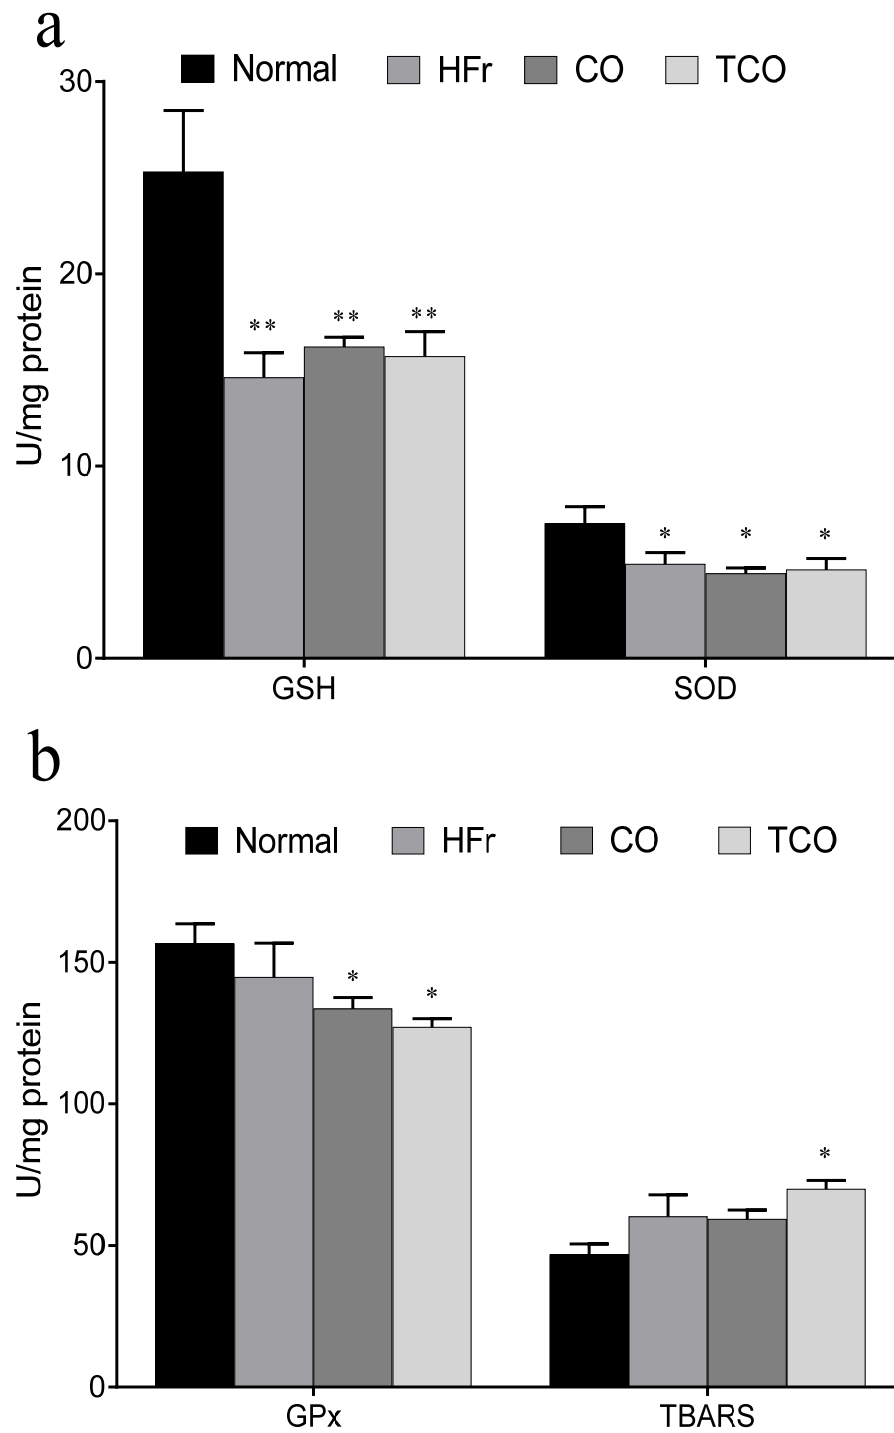 a
Normal HFr CO TCO
30
20
10
0
U/mg protein
** ** **
* * *
GSH SOD
b
Normal HFr CO TCO
200
150
100
50
0
U/mg protein
* *
*
GPx TBARS